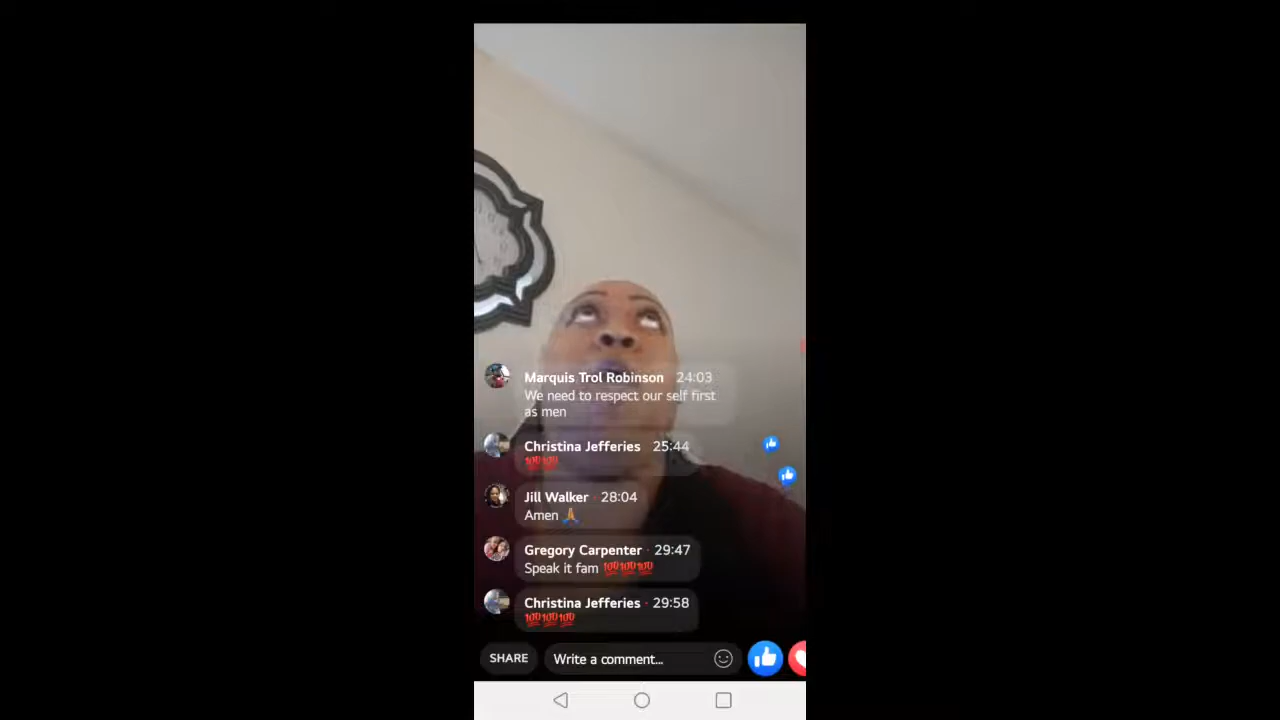 Marquis Trol Robinson 24:03
We need to respect our self first
as men
Christina Jefferies 25:44
💯💯
Jill Walker · 28:04
Amen 🙏
Gregory Carpenter · 29:47
Speak it fam 💯💯💯
Christina Jefferies · 29:58
💯💯💯
SHARE
Write a comment...